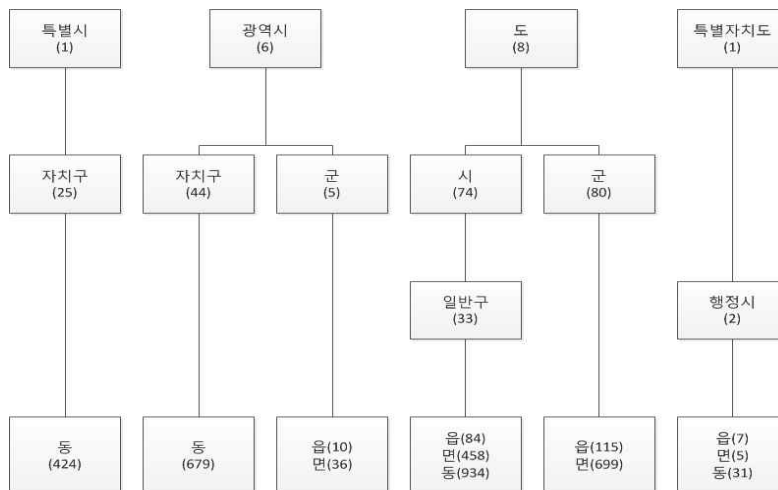 특별시
(1)
광역시
(6)
도
(8)
특별자치도
(1)
자치구
(25)
자치구
(44)
군
(5)
시
(74)
군
(80)
일반구
(33)
행정시
(2)
동
(424)
동
(679)
읍(10)
면(36)
읍(84)
면(458)
동(934)
읍(115)
면(699)
읍(7)
면(5)
동(31)